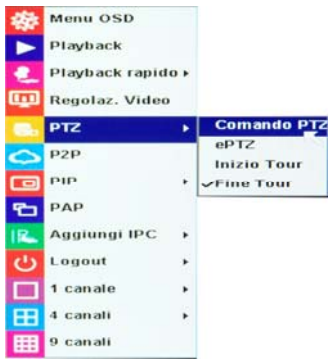 Menu OSD
Playback
Playback rapido
Regolaz. Video
PTZ
Comando PTZ
ePTZ
Inizio Tour
Fine Tour
P2P
PIP
PAP
Aggiungi IPC
Logout
1 canale
4 canali
9 canali